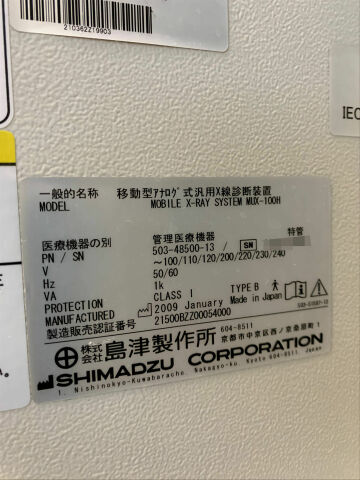 210362Z19903
IEC
一般的名称 移動型アナログ式汎用X線診断装置
MODEL MOBILE X-RAY SYSTEM MUX-100H
医療機器の別 管理医療機器 特管
PN / SN 503-48500-13 / SN
V ~100/110/120/200/220/230/240
Hz 50/60
VA 1k
PROTECTION CLASS I TYPE B
MANUFACTURED 2009 January Made in Japan
製造販売認証番号 21500BZZ00054000
株式会社 島津製作所 604-8511
京都市中京区西ノ京桑原町1
SHIMADZU CORPORATION
1, Nishinokyo-Kuwabaracho, Nakagyo-ku, Kyoto 604-8511, Japan